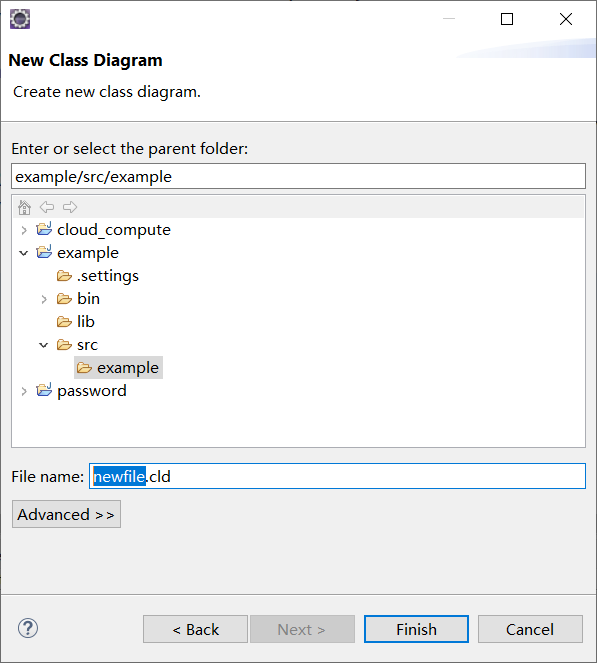 New Class Diagram
Create new class diagram.
Enter or select the parent folder:
example/src/example
cloud_compute
example
.settings
bin
lib
src
example
password
File name: newfile.cld
Advanced >>
? < Back Next > Finish Cancel